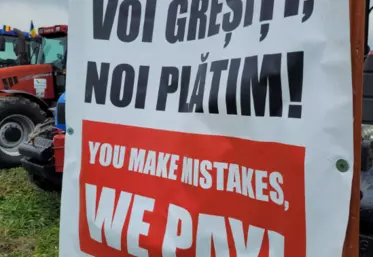 VOI GREȘIȚI,
NOI PLĂTIM!
YOU MAKE MISTAKES,
WE PAY!